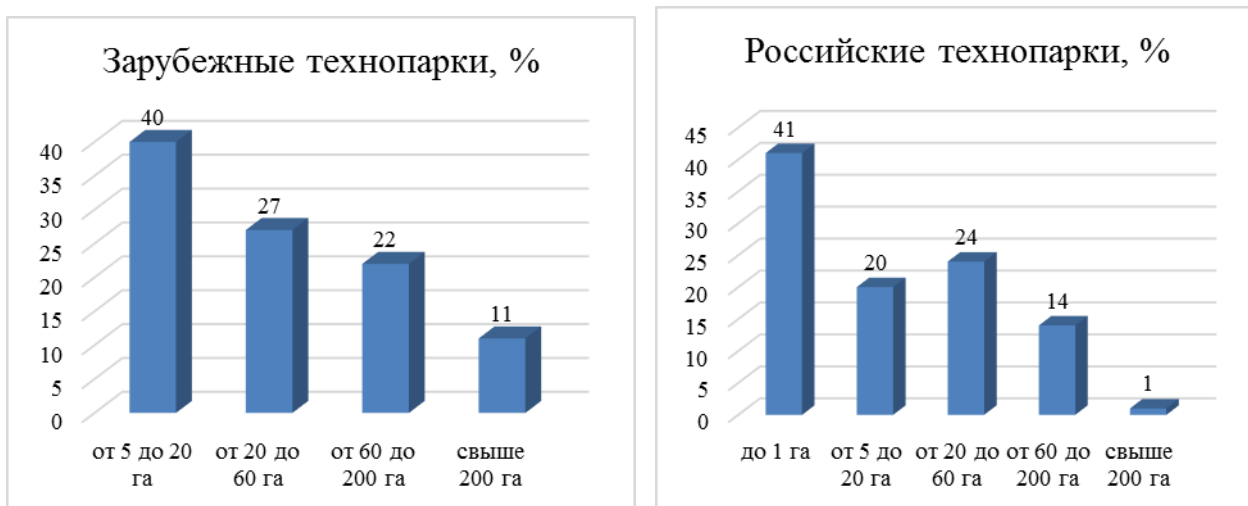 Зарубежные технопарки, %
40
27
22
11
40
35
30
25
20
15
10
5
0
от 5 до 20
га
от 20 до
60 га
от 60 до
200 га
свыше
200 га
Российские технопарки, %
41
20
24
14
1
45
40
35
30
25
20
15
10
5
0
до 1 га
от 5 до
20 га
от 20 до
60 га
от 60 до
200 га
свыше
200 га